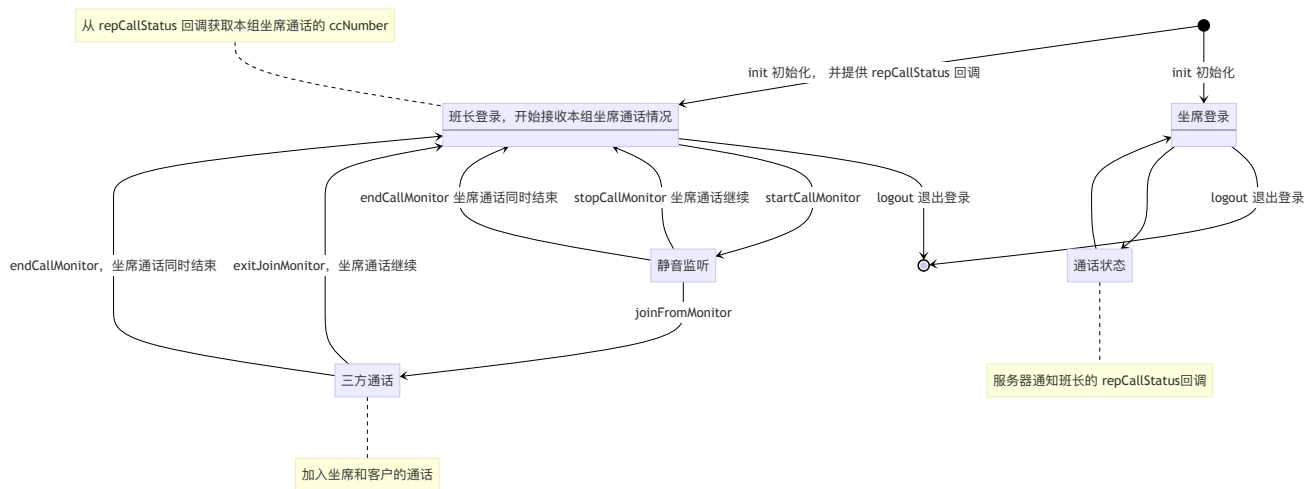 从 repCallStatus 回调获取本组坐席通话的 ccNumber
init 初始化， 并提供 repCallStatus 回调
init 初始化
班长登录，开始接收本组坐席通话情况
坐席登录
endCallMonitor 坐席通话同时结束
stopCallMonitor 坐席通话继续
startCallMonitor
logout 退出登录
logout 退出登录
endCallMonitor，坐席通话同时结束
exitJoinMonitor，坐席通话继续
静音监听
通话状态
joinFromMonitor
三方通话
服务器通知班长的 repCallStatus回调
加入坐席和客户的通话